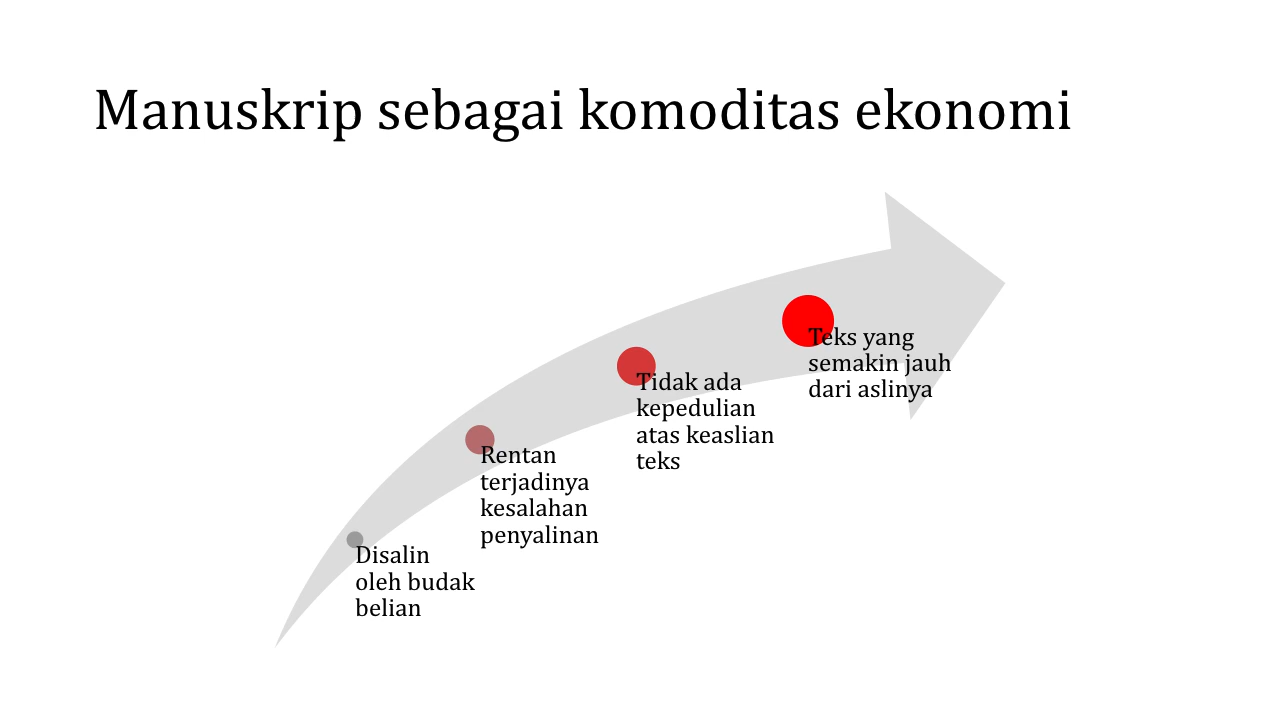 Manuskrip sebagai komoditas ekonomi
Disalin
oleh budak
belian
Rentan
terjadinya
kesalahan
penyalinan
Tidak ada
kepedulian
atas keaslian
teks
Teks yang
semakin jauh
dari aslinya